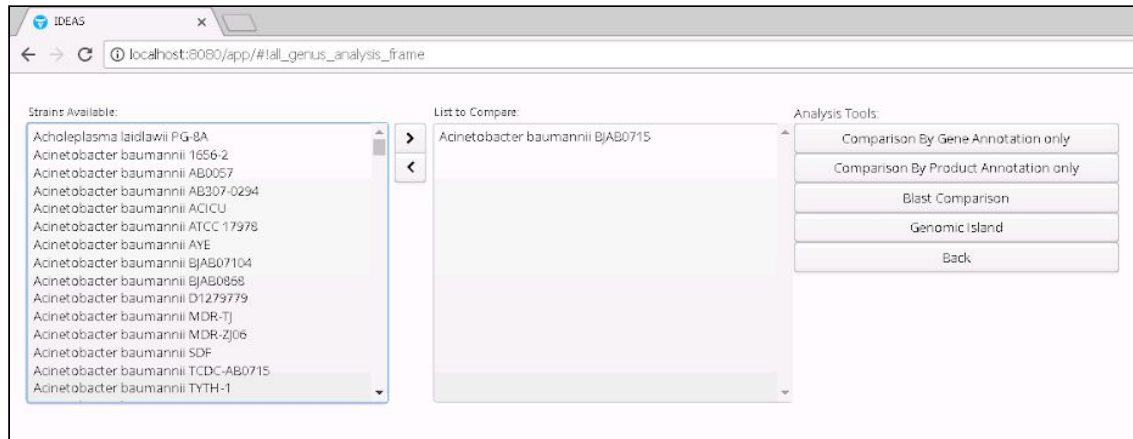 IDEAS
localhost:8080/app/#!all_genus_analysis_frame
Strains Available:
Acholeplasma laidlawii PG-8A
Acinetobacter baumannii 1656-2
Acinetobacter baumannii AB0057
Acinetobacter baumannii AB307-0294
Acinetobacter baumannii ACICU
Acinetobacter baumannii ATCC 17978
Acinetobacter baumannii AYE
Acinetobacter baumannii BJAB07104
Acinetobacter baumannii BJAB0868
Acinetobacter baumannii D1279779
Acinetobacter baumannii MDR-TJ
Acinetobacter baumannii MDR-ZJ06
Acinetobacter baumannii SDF
Acinetobacter baumannii TCDC-AB0715
Acinetobacter baumannii TYTH-1
List to Compare:
Acinetobacter baumannii BJAB0715
Analysis Tools:
Comparison By Gene Annotation only
Comparison By Product Annotation only
Blast Comparison
Genomic Island
Back